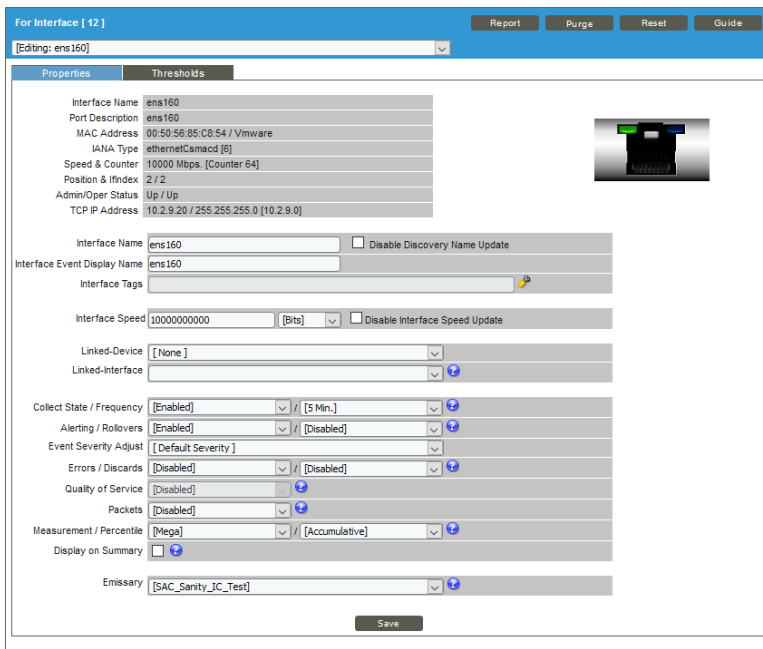 For Interface [ 12 ] Report Purge Reset Guide
[Editing: ens160]
Properties Thresholds
Interface Name ens160
Port Description ens160
MAC Address 00:50:56:85:C8:54 / Vmware
IANA Type ethernetCsmacd [6]
Speed & Counter 10000 Mbps. [Counter 64]
Position & IfIndex 2 / 2
Admin/Oper Status Up / Up
TCP IP Address 10.2.9.20 / 255.255.255.0 [10.2.9.0]
Interface Name ens160 Disable Discovery Name Update
Interface Event Display Name ens160
Interface Tags
Interface Speed 10000000000 [Bits] Disable Interface Speed Update
Linked-Device [ None ]
Linked-Interface ?
Collect State / Frequency [Enabled] / [5 Min.] ?
Alerting / Rollovers [Enabled] / [Disabled] ?
Event Severity Adjust [ Default Severity ]
Errors / Discards [Disabled] / [Disabled] ?
Quality of Service [Disabled] ?
Packets [Disabled] ?
Measurement / Percentile [Mega] / [Accumulative] ?
Display on Summary ?
Emissary [SAC_Sanity_IC_Test] ?
Save